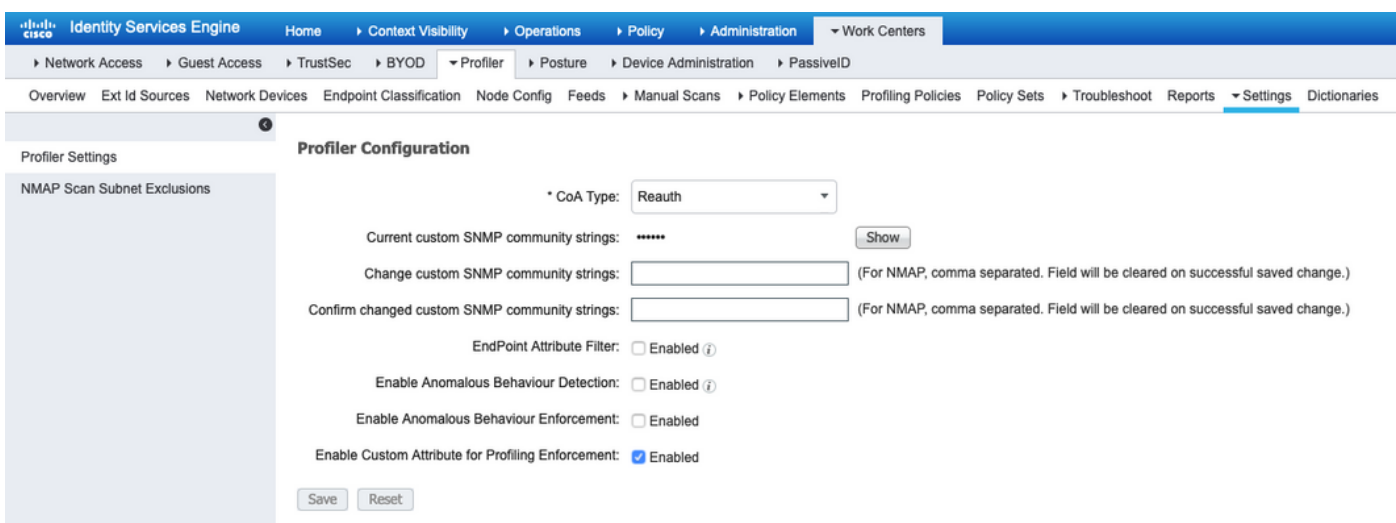 cisco Identity Services Engine Home Context Visibility Operations Policy Administration Work Centers
Network Access Guest Access TrustSec BYOD Profiler Posture Device Administration PassiveID
Overview Ext Id Sources Network Devices Endpoint Classification Node Config Feeds Manual Scans Policy Elements Profiling Policies Policy Sets Troubleshoot Reports Settings Dictionaries
Profiler Settings
NMAP Scan Subnet Exclusions
Profiler Configuration
* CoA Type: Reauth
Current custom SNMP community strings: •••••• Show
Change custom SNMP community strings: (For NMAP, comma separated. Field will be cleared on successful saved change.)
Confirm changed custom SNMP community strings: (For NMAP, comma separated. Field will be cleared on successful saved change.)
EndPoint Attribute Filter: Enabled i
Enable Anomalous Behaviour Detection: Enabled i
Enable Anomalous Behaviour Enforcement: Enabled
Enable Custom Attribute for Profiling Enforcement: Enabled
Save Reset